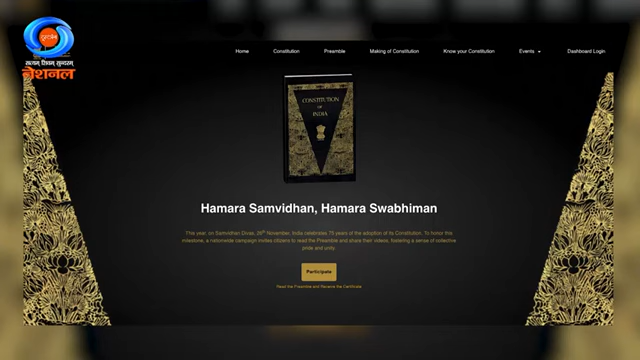 दूरदर्शन
सत्यम् शिवम् सुन्दरम्
नेशनल
Home Constitution Preamble Making of Constitution Know your Constitution Events Dashboard Login
CONSTITUTION
OF
INDIA
Hamara Samvidhan, Hamara Swabhiman
This year, on Samvidhan Divas, 26th November, India celebrates 75 years of the adoption of its Constitution. To honor this
milestone, a nationwide campaign invites citizens to read the Preamble and share their videos, fostering a sense of collective
pride and unity.
Participate
Read the Preamble and Receive the Certificate